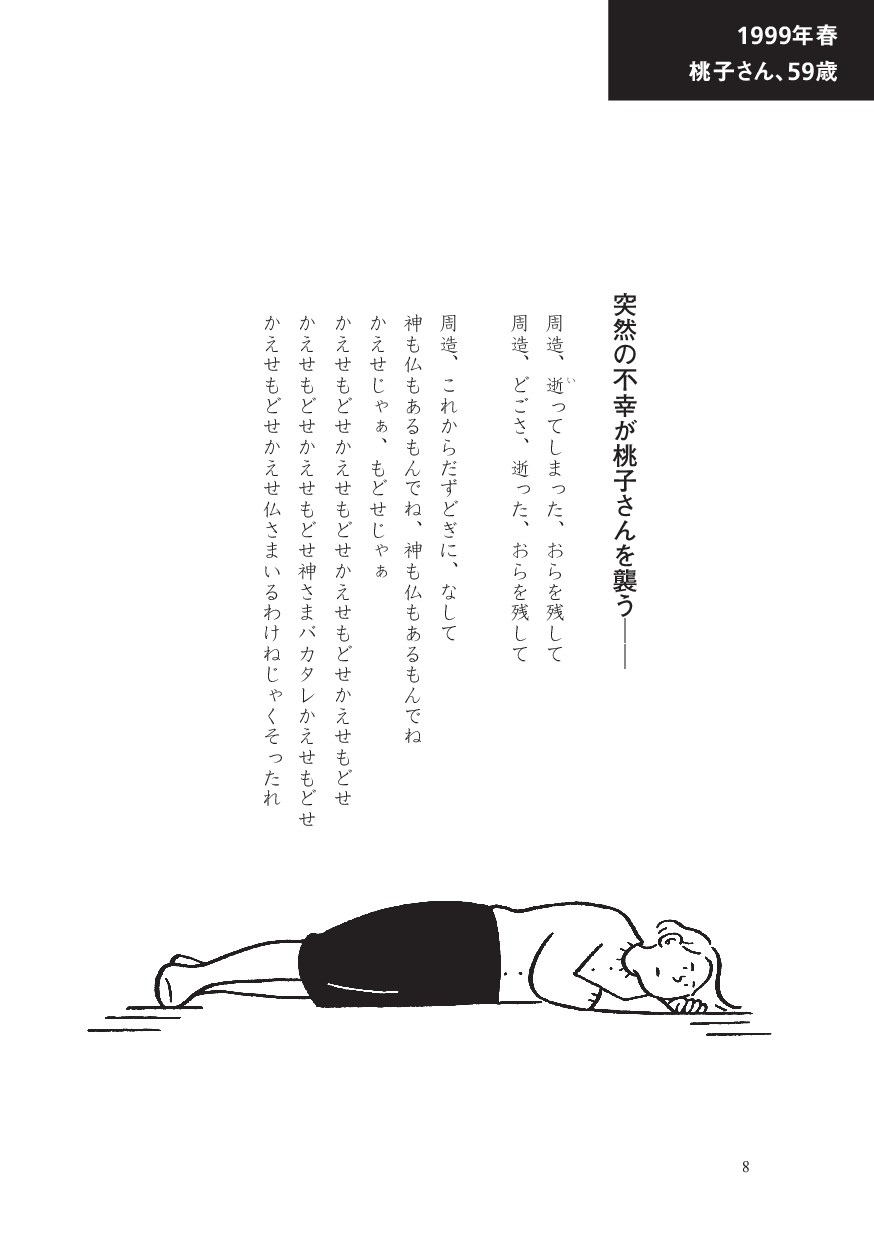 1999年春
桃子さん、59歳
突然の不幸が桃子さんを襲う――
周造、逝ってしまった、おらを残して
い
周造、どごさ、逝った、おらを残して
周造、これからだずどぎに、なして
神も仏もあるもんでね、神も仏もあるもんでね
かえせじゃぁ、もどせじゃぁ
かえせもどせかえせもどせかえせもどせかえせもどせ
かえせもどせかえせもどせ神さまバカタレかえせもどせ
かえせもどせかえせ仏さまいるわけねじゃくそったれ
8